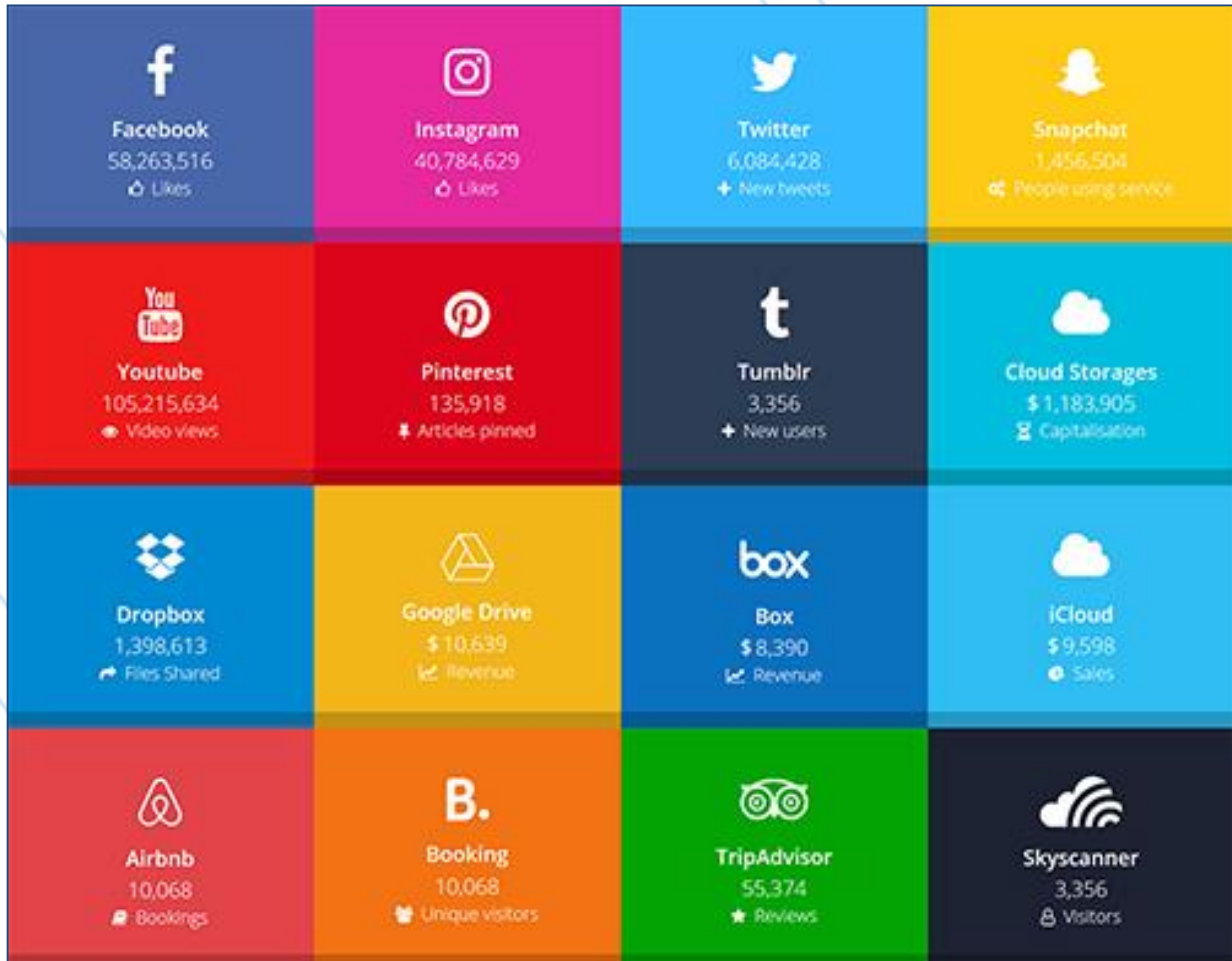 f
Facebook
58,263,516
Likes
Instagram
40,784,629
Likes
Twitter
6,084,428
New tweets
Snapchat
1,456,504
People using service
You
Tube
Youtube
105,215,634
Video views
Pinterest
135,918
Articles pinned
t
Tumblr
3,356
New users
Cloud Storages
$ 1,183,905
Capitalisation
Dropbox
1,398,613
Files Shared
Google Drive
$ 10,639
Revenue
box
Box
$ 8,390
Revenue
iCloud
$ 9,598
Sales
Airbnb
10,068
Bookings
B.
Booking
10,068
Unique visitors
TripAdvisor
55,374
Reviews
Skyscanner
3,356
Visitors